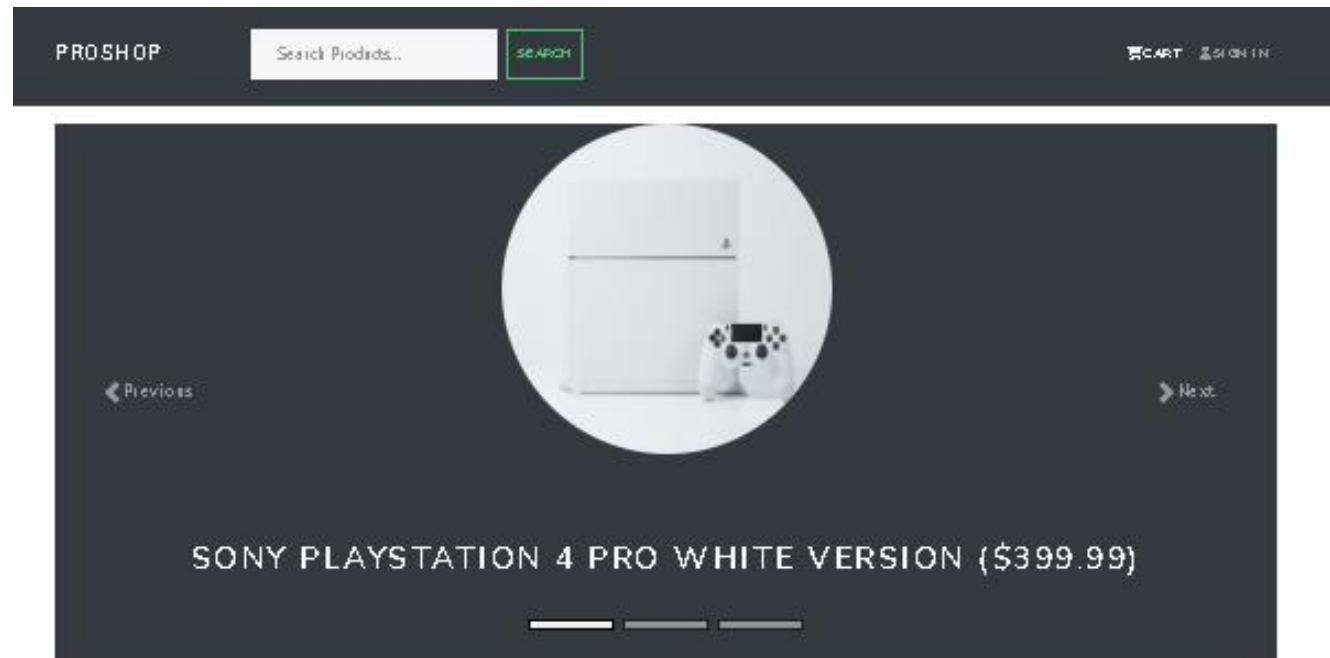 PROSHOP
Search Products...
SEARCH
CART
SIGN IN
Previous
Next
SONY PLAYSTATION 4 PRO WHITE VERSION ($399.99)